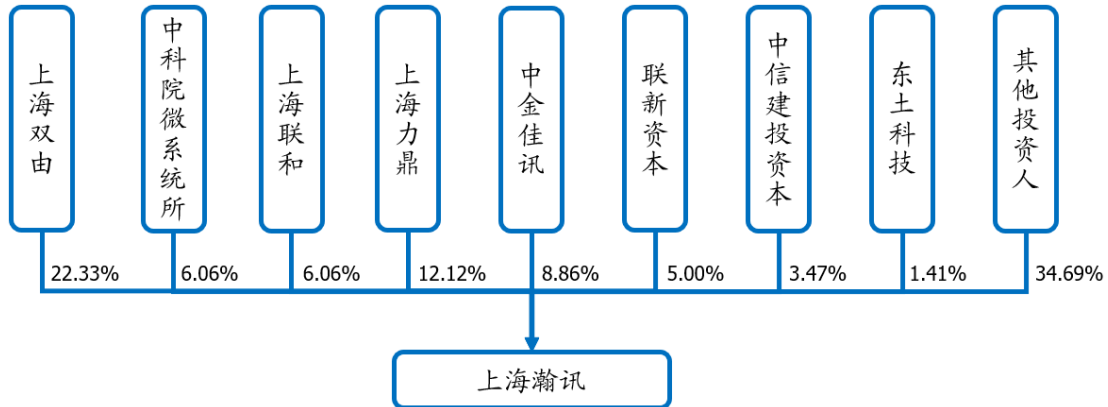 上海双由
中科院微系统所
上海联和
上海力鼎
中金佳讯
联新资本
中信建投资本
东土科技
其他投资人
22.33%
6.06%
6.06%
12.12%
8.86%
5.00%
3.47%
1.41%
34.69%
上海瀚讯